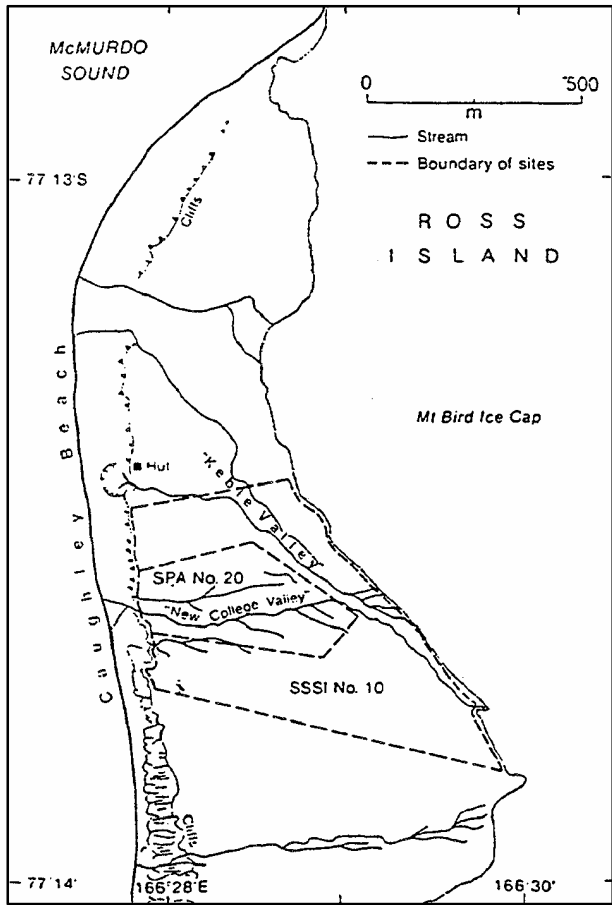 McMURDO
SOUND
0 500
m
Stream
Boundary of sites
77 13'S
Cliffs
ROSS
ISLAND
Caughley Beach
Mt Bird Ice Cap
Hut
"Keble Valley"
SPA No. 20
"New College Valley"
SSSI No. 10
Cliffs
77 14'
166 28'E
166 30'